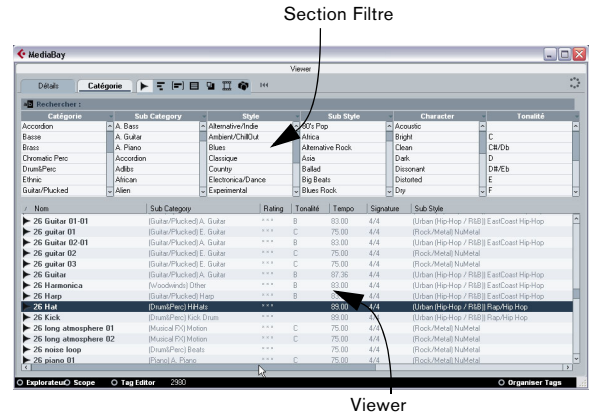 Section Filtre
MediaBay
Viewer
Détails Catégorie
Rechercher :
Catégorie Sub Category Style Sub Style Character Tonalité
Accordion A. Bass Alternative/Indie 80's Pop Acoustic
Basse A. Guitar Ambient/ChillOut Africa Bright C
Brass A. Piano Blues Alternative Rock Clean C#/Db
Chromatic Perc Accordion Classique Asia Dark D
Drum&Perc Adlibs Country Ballad Dissonant D#/Eb
Ethnic African Electronica/Dance Big Beats Distorted E
Guitar/Plucked Alien Experimental Blues Rock Dry F
/ Nom Sub Category Rating Tonalité Tempo Signature Sub Style
26 Guitar 01-01 (Guitar/Plucked) A. Guitar *** B 83.00 4/4 (Urban (Hip-Hop / R&B)) EastCoast Hip-Hop
26 guitar 01 (Guitar/Plucked) E. Guitar *** C 75.00 4/4 (Rock/Metal) NuMetal
26 Guitar 02-01 (Guitar/Plucked) A. Guitar *** B 83.00 4/4 (Urban (Hip-Hop / R&B)) EastCoast Hip-Hop
26 guitar 02 (Guitar/Plucked) E. Guitar *** C 75.00 4/4 (Rock/Metal) NuMetal
26 guitar 03 (Guitar/Plucked) E. Guitar *** C 75.00 4/4 (Rock/Metal) NuMetal
26 Guitar (Guitar/Plucked) A. Guitar *** B 87.36 4/4 (Urban (Hip-Hop / R&B)) EastCoast Hip-Hop
26 Harmonica (Woodwinds) Other *** B 83.00 4/4 (Urban (Hip-Hop / R&B)) EastCoast Hip-Hop
26 Harp (Guitar/Plucked) Harp *** B 4/4 (Urban (Hip-Hop / R&B)) EastCoast Hip-Hop
26 Hat (Drum&Perc) HiHats *** 89.00 4/4 (Urban (Hip-Hop / R&B)) Rap/Hip Hop
26 Kick (Drum&Perc) Kick Drum *** 89.00 4/4 (Urban (Hip-Hop / R&B)) Rap/Hip Hop
26 long atmosphere 01 (Musical FX) Motion *** C 75.00 4/4 (Rock/Metal) NuMetal
26 long atmosphere 02 (Musical FX) Motion *** C 75.00 4/4 (Rock/Metal) NuMetal
26 noise loop (Drum&Perc) Beats *** 75.00 4/4 (Rock/Metal) NuMetal
26 piano 01 (Piano) A. Piano *** C 75.00 4/4 (Rock/Metal) NuMetal
Explorateur Scope Tag Editor 2980 Organiser Tags
Viewer